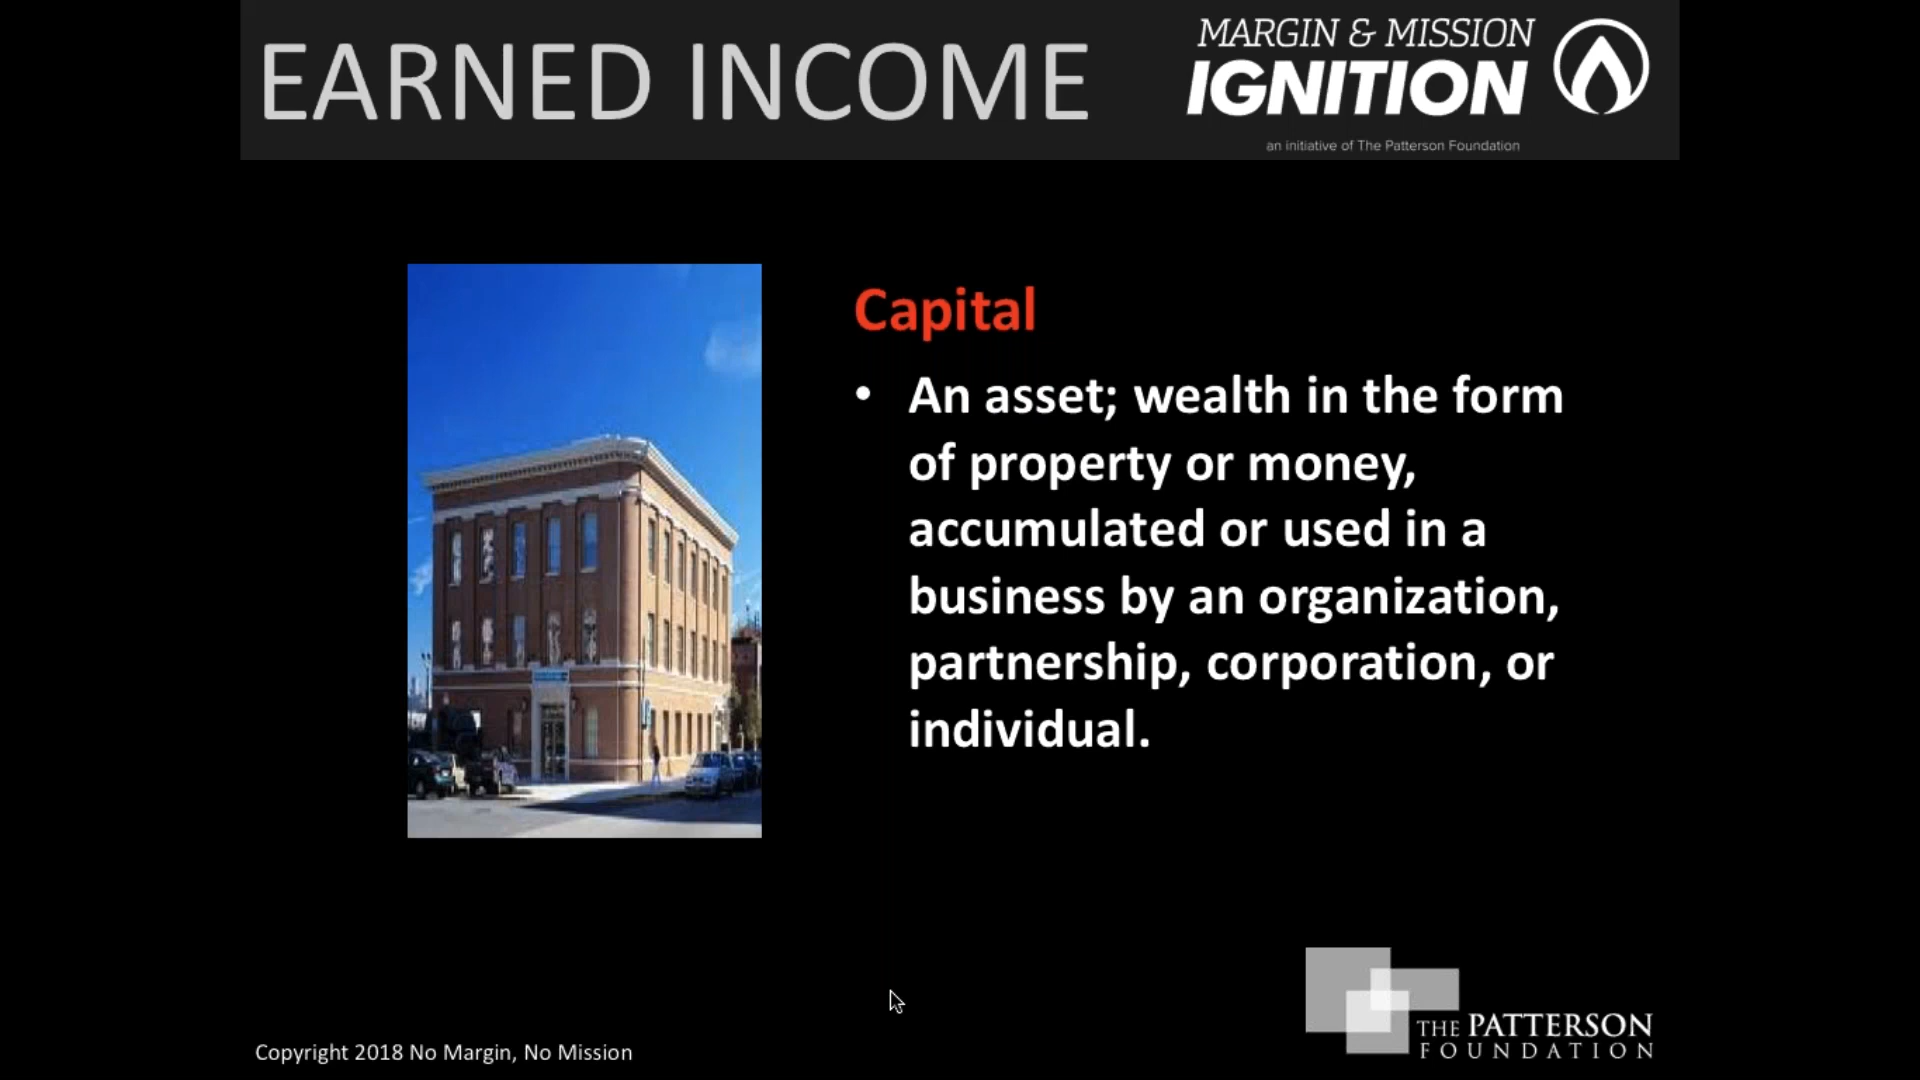 EARNED INCOME
MARGIN & MISSION
IGNITION
an initiative of The Patterson Foundation
Capital
• An asset; wealth in the form
of property or money,
accumulated or used in a
business by an organization,
partnership, corporation, or
individual.
THE PATTERSON
FOUNDATION
Copyright 2018 No Margin, No Mission